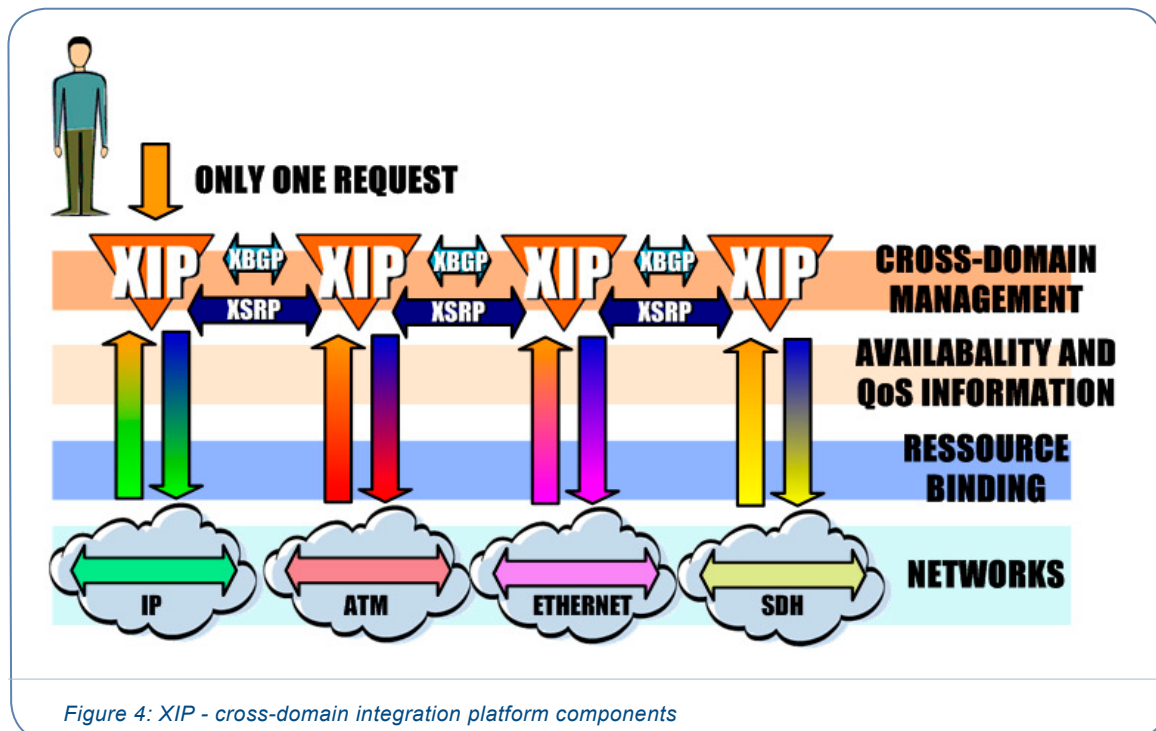 ONLY ONE REQUEST
XIP XBGP XIP XBGP XIP XBGP XIP
XSRP XSRP XSRP
CROSS-DOMAIN
MANAGEMENT
AVAILABALITY AND
QoS INFORMATION
RESSOURCE
BINDING
NETWORKS
IP ATM ETHERNET SDH
Figure 4: XIP - cross-domain integration platform components